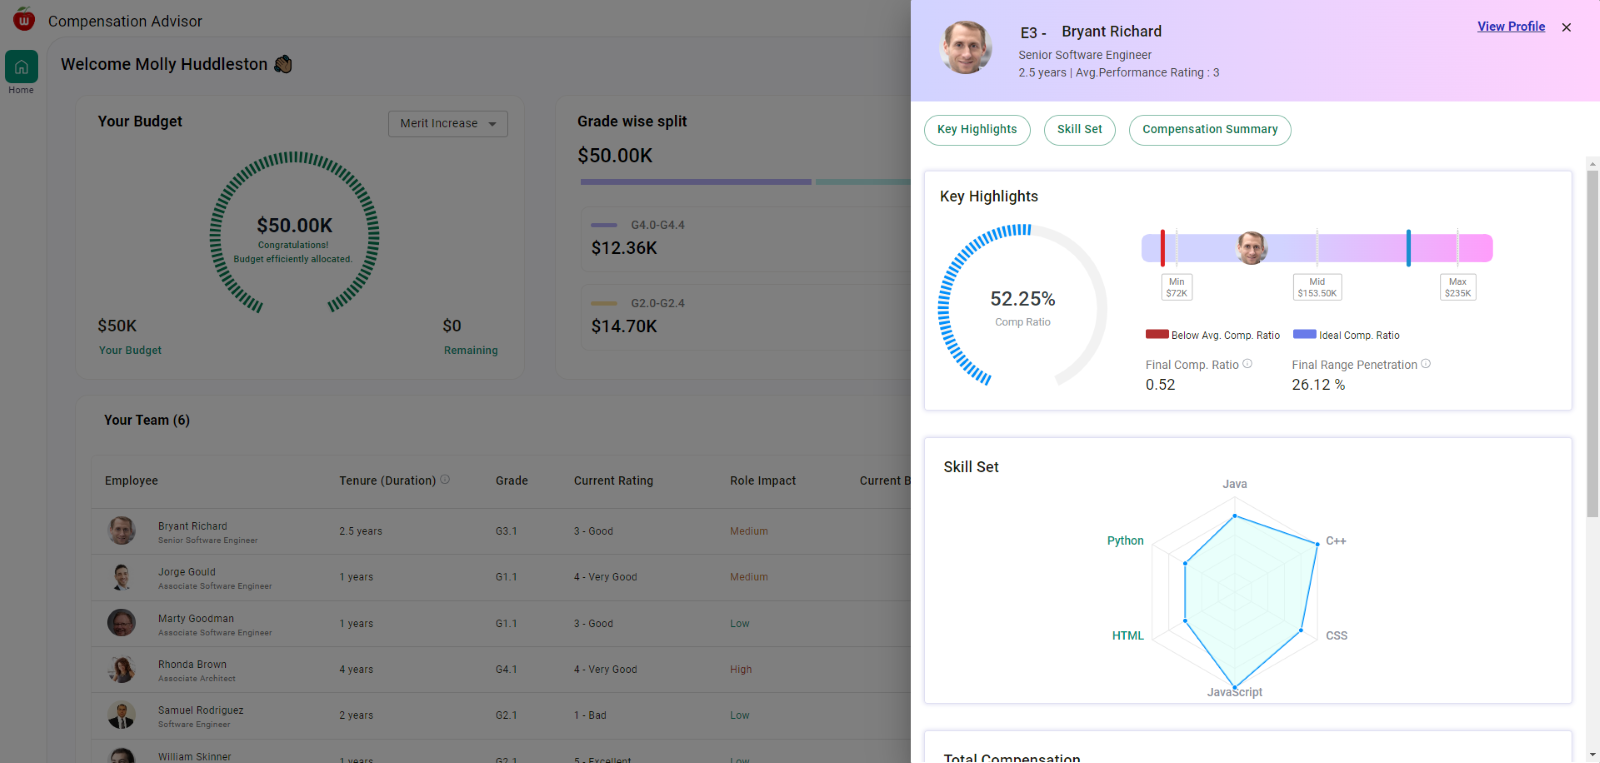 Compensation Advisor
Home
Welcome Molly Huddleston
Your Budget
Merit Increase
$50.00K
Congratulations!
Budget efficiently allocated.
$50K
Your Budget
$0
Remaining
Grade wise split
$50.00K
G4.0-G4.4
$12.36K
G2.0-G2.4
$14.70K
Your Team (6)
Employee Tenure (Duration) Grade Current Rating Role Impact Current B
Bryant Richard
Senior Software Engineer
2.5 years G3.1 3 - Good Medium
Jorge Gould
Associate Software Engineer
1 years G1.1 4 - Very Good Medium
Marty Goodman
Associate Software Engineer
1 years G1.1 3 - Good Low
Rhonda Brown
Associate Architect
4 years G4.1 4 - Very Good High
Samuel Rodriguez
Software Engineer
2 years G2.1 1 - Bad Low
William Skinner
1 years G2.1 5 - Excellent Low
E3 - Bryant Richard
Senior Software Engineer
2.5 years | Avg.Performance Rating : 3
View Profile
Key Highlights
Skill Set
Compensation Summary
Key Highlights
52.25%
Comp Ratio
Min
$72K
Mid
$153.50K
Max
$235K
Below Avg. Comp. Ratio
Ideal Comp. Ratio
Final Comp. Ratio
0.52
Final Range Penetration
26.12 %
Skill Set
Java
Python
C++
HTML
CSS
JavaScript
Total Compensation